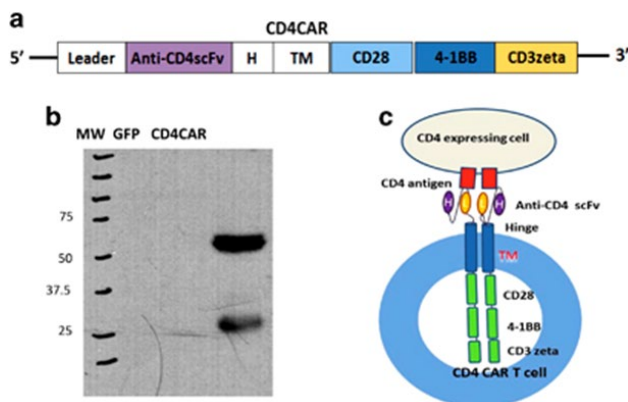 a
CD4CAR
5’ Leader Anti-CD4scFv H TM CD28 4-1BB CD3zeta 3’
b
MW GFP CD4CAR
75
50
37.5
25
c
CD4 expressing cell
CD4 antigen
H H
Anti-CD4 scFv
Hinge
TM
CD28
4-1BB
CD3 zeta
CD4 CAR T cell